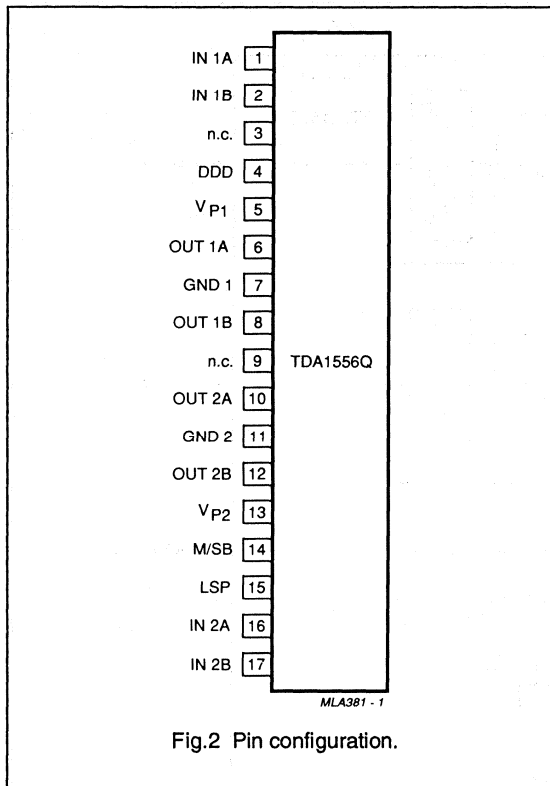 IN 1A 1
IN 1B 2
n.c. 3
DDD 4
VP1 5
OUT 1A 6
GND 1 7
OUT 1B 8
n.c. 9 TDA1556Q
OUT 2A 10
GND 2 11
OUT 2B 12
VP2 13
M/SB 14
LSP 15
IN 2A 16
IN 2B 17
MLA381 - 1
Fig.2 Pin configuration.